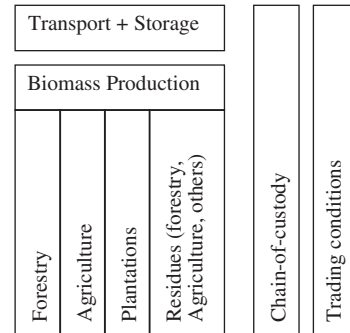 Transport + Storage
Biomass Production
Forestry
Agriculture
Plantations
Residues (forestry,
Agriculture, others)
Chain-of-custody
Trading conditions